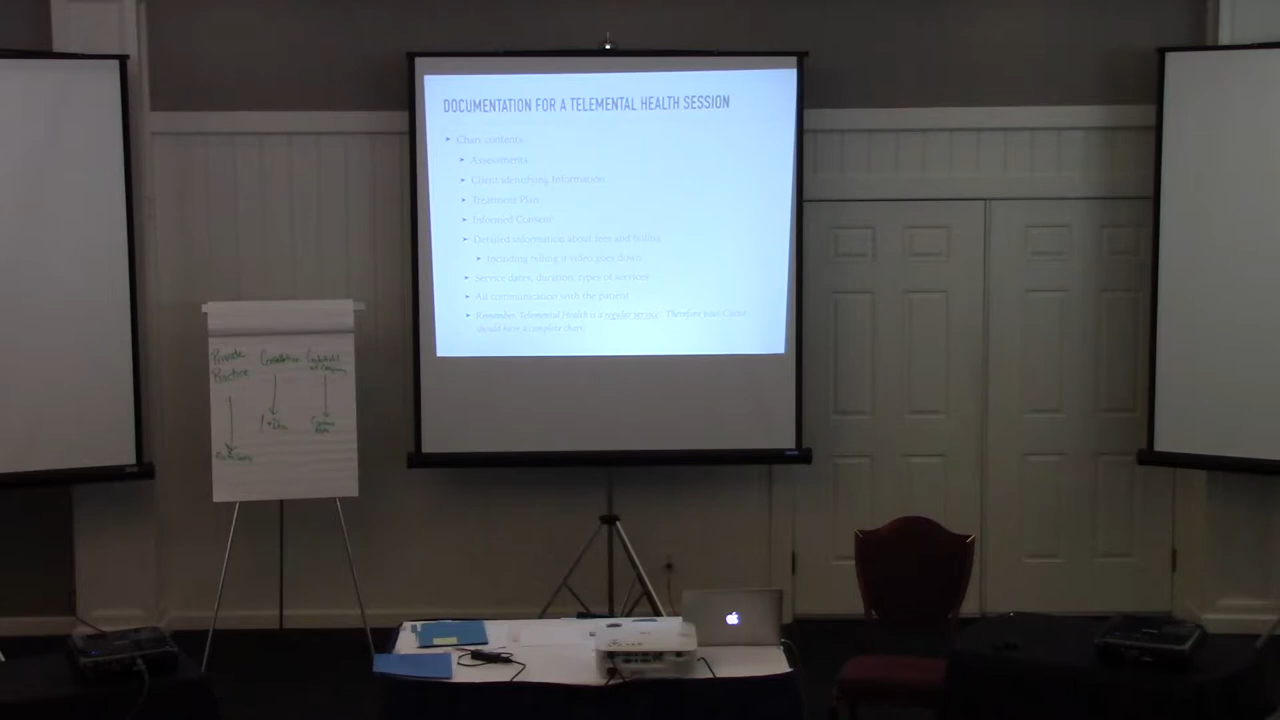 DOCUMENTATION FOR A TELEMENTAL HEALTH SESSION
➤ Chart contents
➤ Assessments
➤ Client identifying Information
➤ Treatment Plan
➤ Informed Consent
➤ Detailed information about fees and billing
➤ Including billing if video goes down
➤ Service dates, duration, types of services
➤ All communication with the patient
➤ Remember, Telemental Health is a regular service. Therefore your Client
should have a complete chart.
Private
Practice